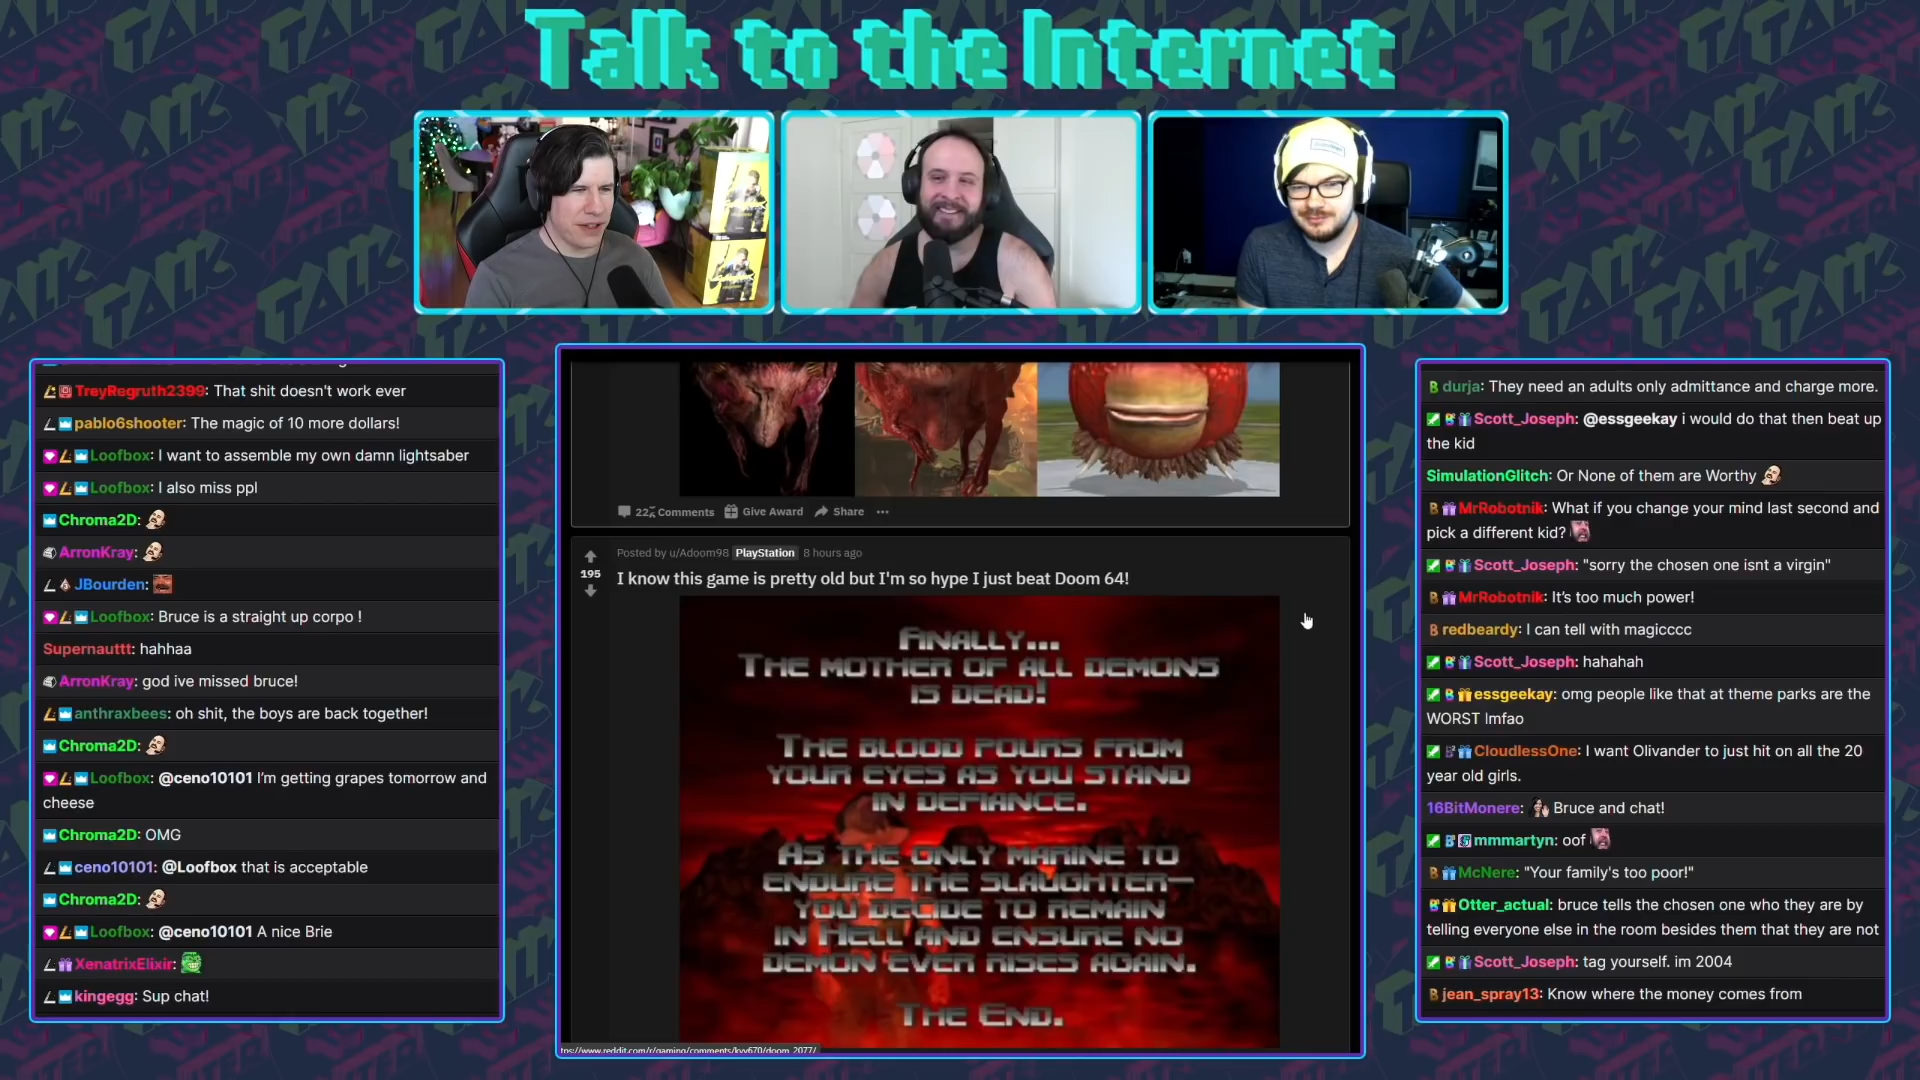 Talk to the Internet
TreyRegruth2399: That shit doesn't work ever
pablo6shooter: The magic of 10 more dollars!
Loofbox: I want to assemble my own damn lightsaber
Loofbox: I also miss ppl
Chroma2D:
ArronKray:
JBourden:
Loofbox: Bruce is a straight up corpo !
Supernauttt: hahhaa
ArronKray: god ive missed bruce!
anthraxbees: oh shit, the boys are back together!
Chroma2D:
Loofbox: @ceno10101 I'm getting grapes tomorrow and
cheese
Chroma2D: OMG
ceno10101: @Loofbox that is acceptable
Chroma2D:
Loofbox: @ceno10101 A nice Brie
XenatrixElixir:
kingegg: Sup chat!
Comments Give Award Share
Posted by u/Adoom98 PlayStation 8 hours ago
195
I know this game is pretty old but I'm so hype I just beat Doom 64!
Finally...
The mother of all demons
is dead!
The blood pours from
your eyes as you stand
in defiance.
As the only marine to
endure the slaughter—
you decide to remain
in Hell and ensure no
demon ever rises again.
The End.
durja: They need an adults only admittance and charge more.
Scott_Joseph: @essgeekay i would do that then beat up
the kid
SimulationGlitch: Or None of them are Worthy
MrRobotnik: What if you change your mind last second and
pick a different kid?
Scott_Joseph: "sorry the chosen one isnt a virgin"
MrRobotnik: It's too much power!
redbeardy: I can tell with magicccc
Scott_Joseph: hahahah
essgeekay: omg people like that at theme parks are the
WORST lmfao
CloudlessOne: I want Olivander to just hit on all the 20
year old girls.
16BitMonere: Bruce and chat!
mmmartyn: oof
McNere: "Your family's too poor!"
Otter_actual: bruce tells the chosen one who they are by
telling everyone else in the room besides them that they are not
Scott_Joseph: tag yourself. im 2004
jean_spray13: Know where the money comes from